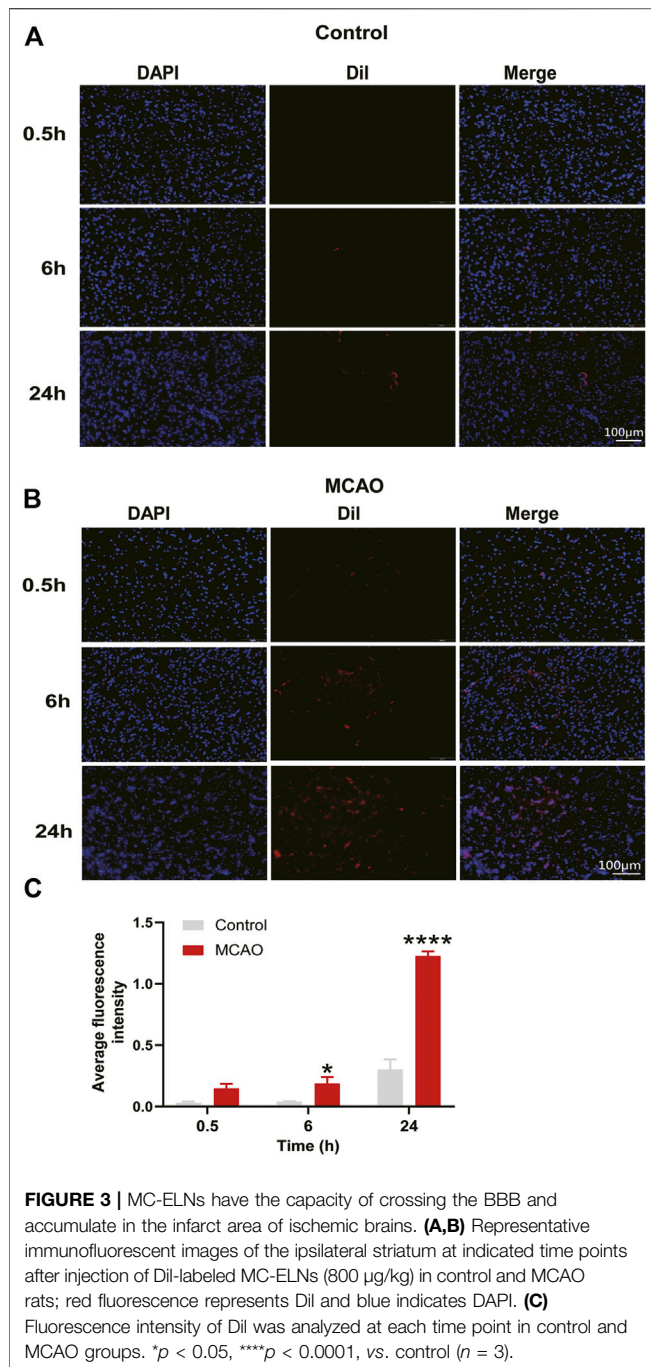 A
Control
DAPI
Dil
Merge
0.5h
6h
24h
100μm
B
MCAO
DAPI
Dil
Merge
0.5h
6h
24h
100μm
C
Average fluorescence
intensity
1.5
1.0
0.5
0.0
Control
MCAO
*
****
0.5
6
24
Time (h)
FIGURE 3 | MC-ELNs have the capacity of crossing the BBB and
accumulate in the infarct area of ischemic brains. (A,B) Representative
immunofluorescent images of the ipsilateral striatum at indicated time points
after injection of Dil-labeled MC-ELNs (800 μg/kg) in control and MCAO
rats; red fluorescence represents Dil and blue indicates DAPI. (C)
Fluorescence intensity of Dil was analyzed at each time point in control and
MCAO groups. *p < 0.05, ****p < 0.0001, vs. control (n = 3).